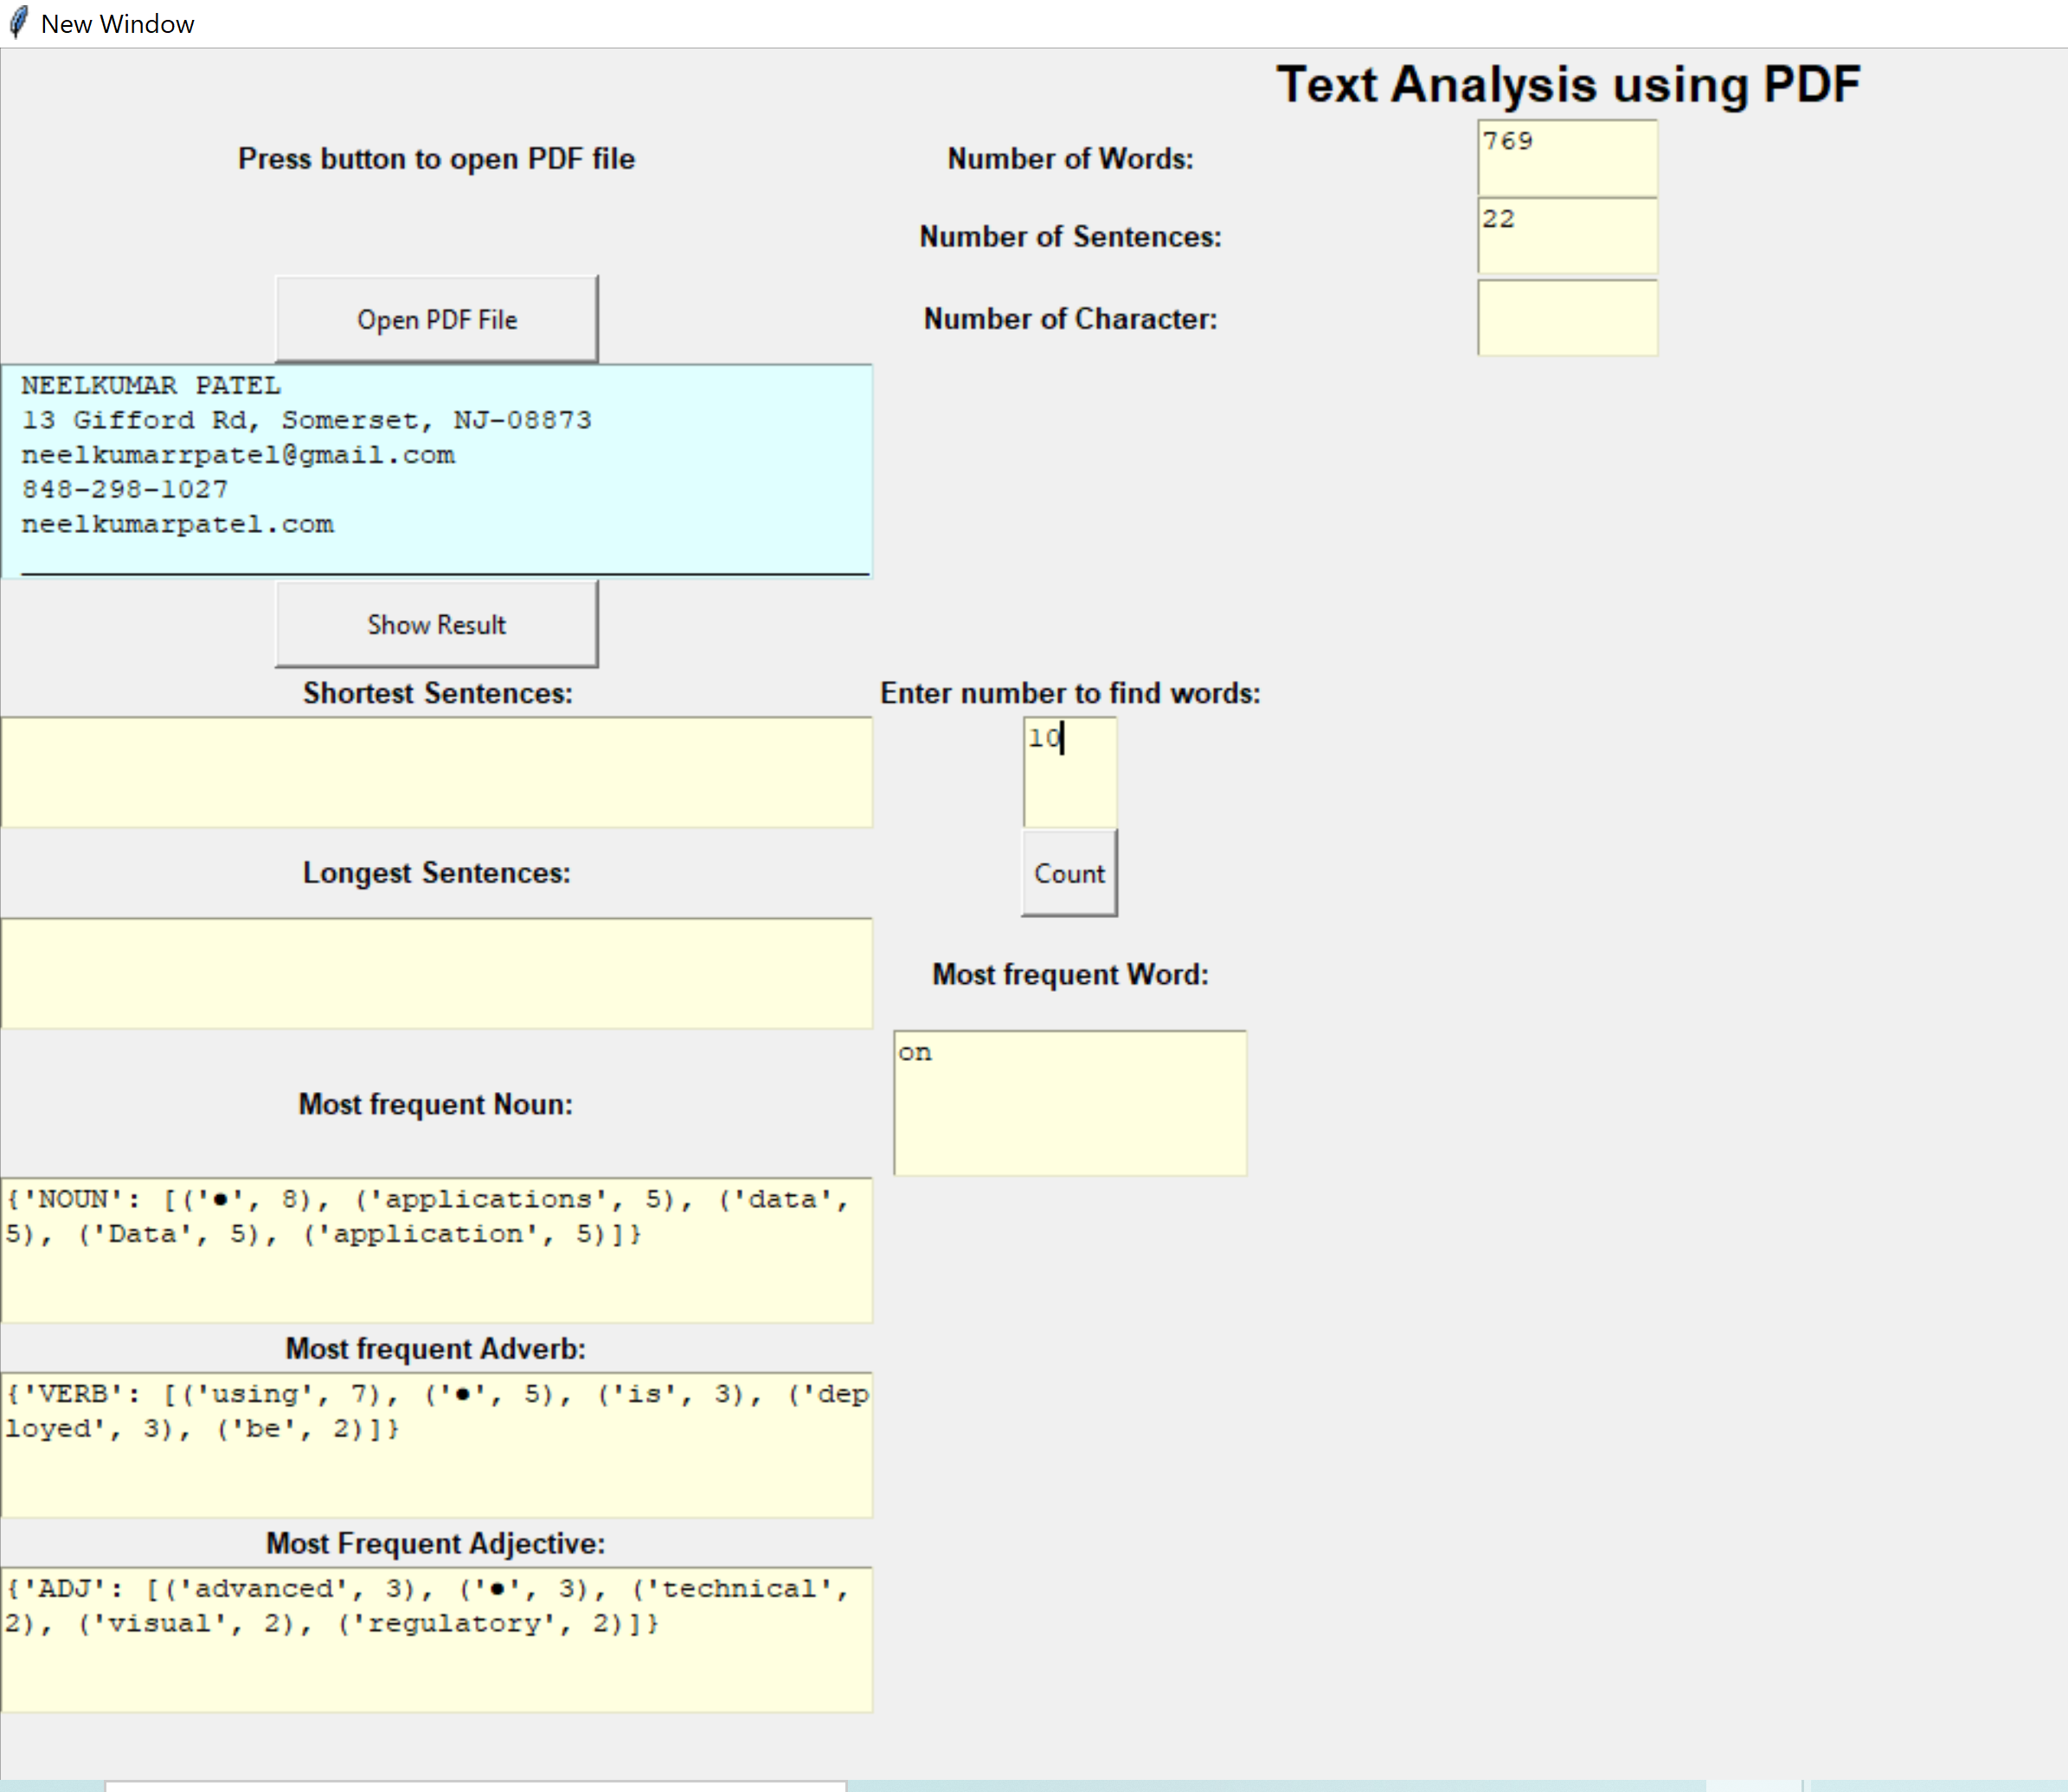 New Window
Text Analysis using PDF
Press button to open PDF file
Number of Words:
769
Number of Sentences:
22
Open PDF File
Number of Character:
NEELKUMAR PATEL
13 Gifford Rd, Somerset, NJ-08873
neelkumarrpatel@gmail.com
848-298-1027
neelkumarpatel.com
Show Result
Shortest Sentences:
Enter number to find words:
10
Count
Longest Sentences:
Most frequent Word:
on
Most frequent Noun:
{'NOUN': [('●', 8), ('applications', 5), ('data',
5), ('Data', 5), ('application', 5)]}
Most frequent Adverb:
{'VERB': [('using', 7), ('●', 5), ('is', 3), ('dep
loyed', 3), ('be', 2)]}
Most Frequent Adjective:
{'ADJ': [('advanced', 3), ('●', 3), ('technical',
2), ('visual', 2), ('regulatory', 2)]}